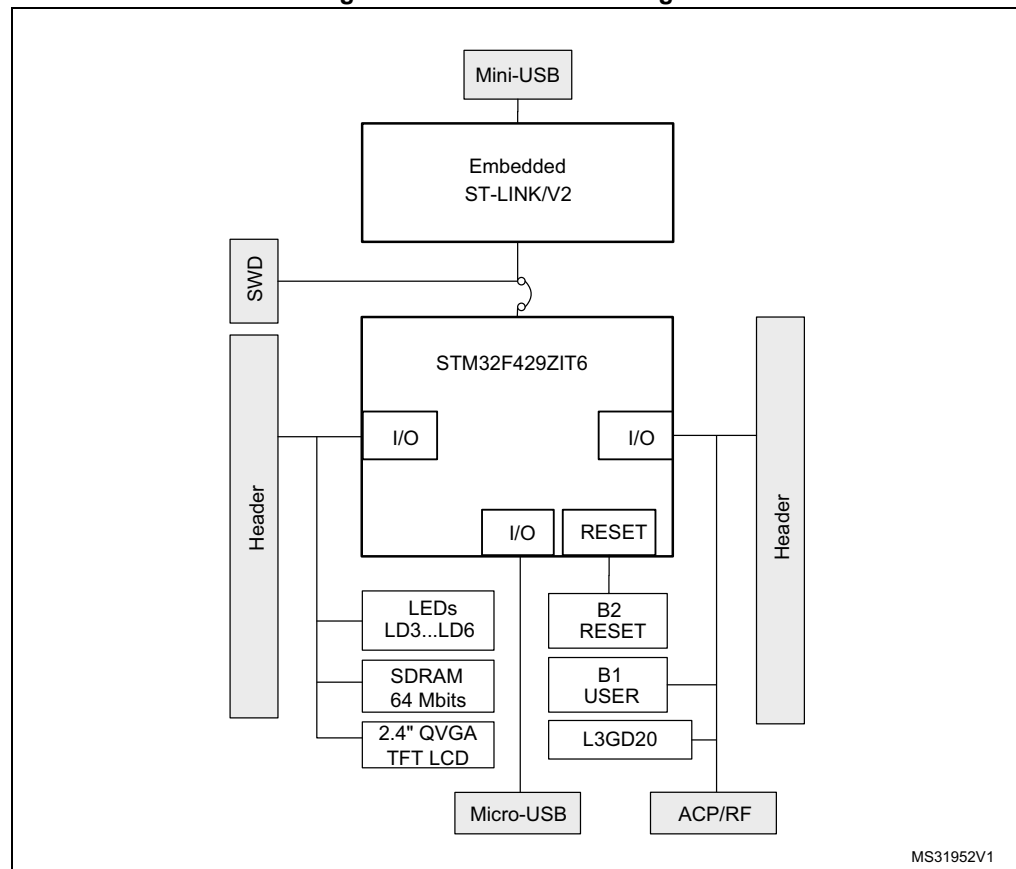 Mini-USB
Embedded
ST-LINK/V2
SWD
STM32F429ZIT6
I/O
I/O
Header
Header
I/O
RESET
LEDs
LD3...LD6
B2
RESET
SDRAM
64 Mbits
B1
USER
2.4" QVGA
TFT LCD
L3GD20
Micro-USB
ACP/RF
MS31952V1